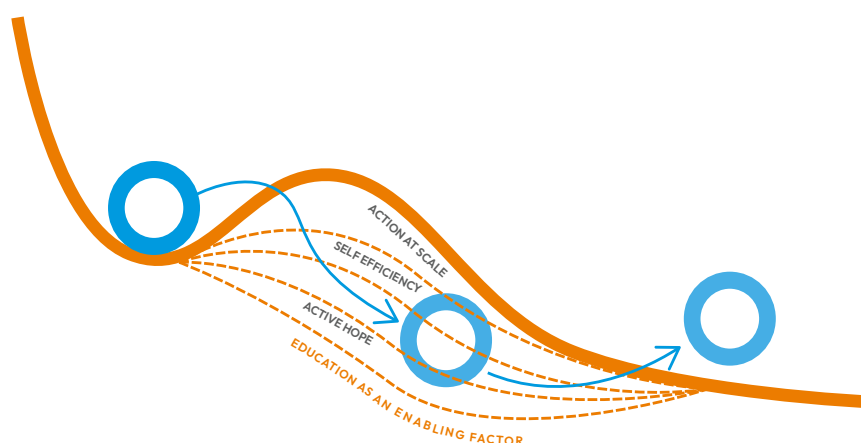 ACTION AT SCALE
SELF EFFICIENCY
ACTIVE HOPE
EDUCATION AS AN ENABLING FACTOR